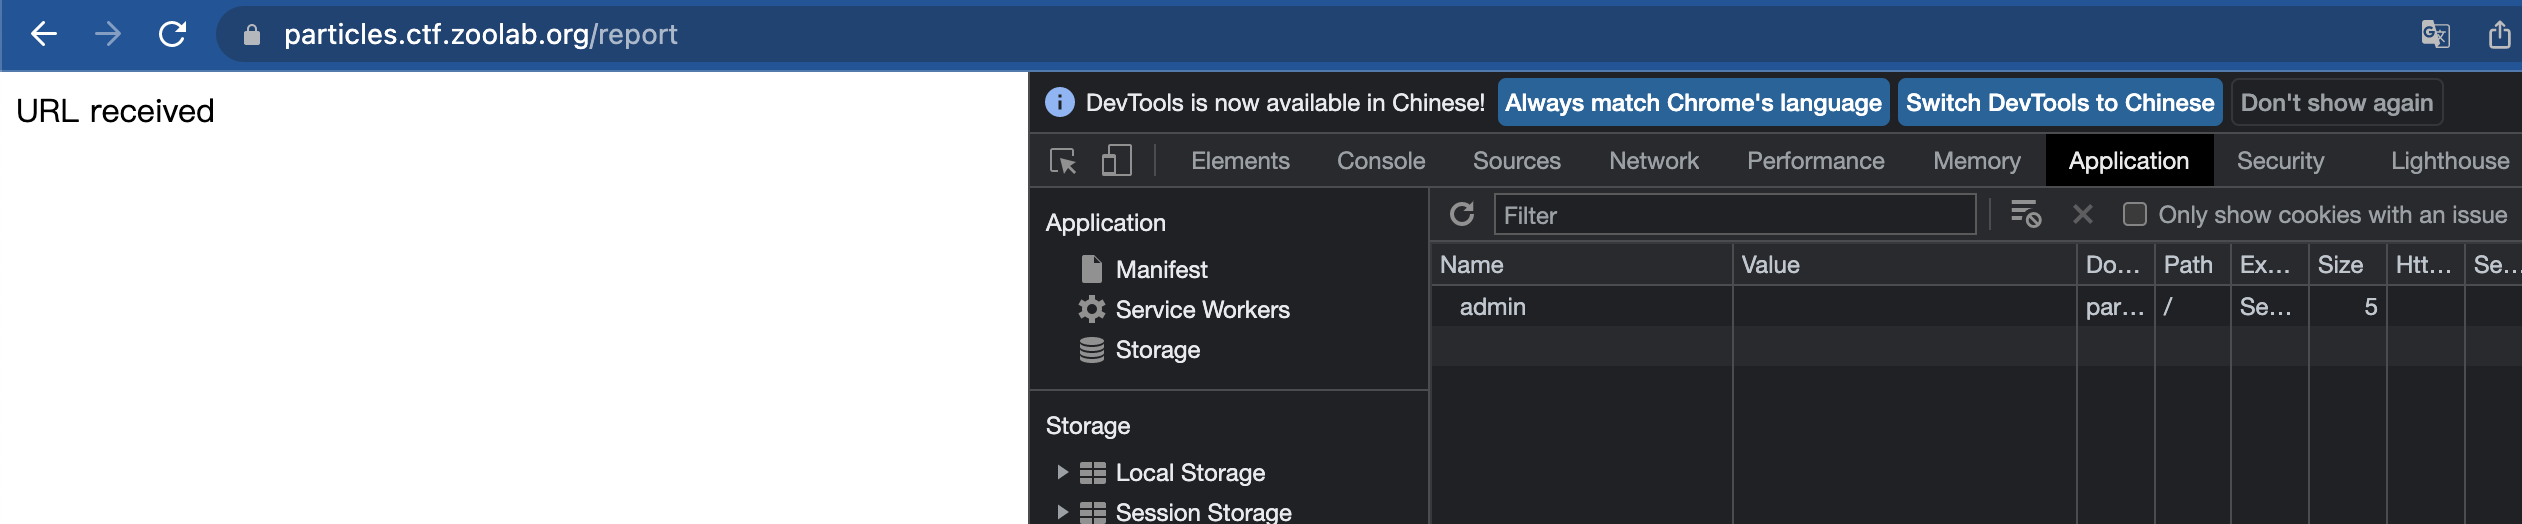 particles.ctf.zoolab.org/report
URL received
DevTools is now available in Chinese! Always match Chrome's language Switch DevTools to Chinese Don't show again
Elements Console Sources Network Performance Memory Application Security Lighthouse
Application
Manifest
Service Workers
Storage
Storage
Local Storage
Session Storage
Filter Only show cookies with an issue
Name Value Do... Path Ex... Size Htt... Se...
admin par... / Se... 5